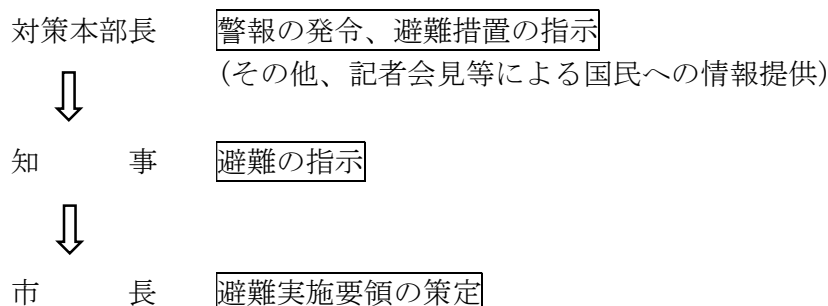 対策本部長 警報の発令、避難措置の指示
(その他、記者会見等による国民への情報提供)
知 事 避難の指示
市 長 避難実施要領の策定